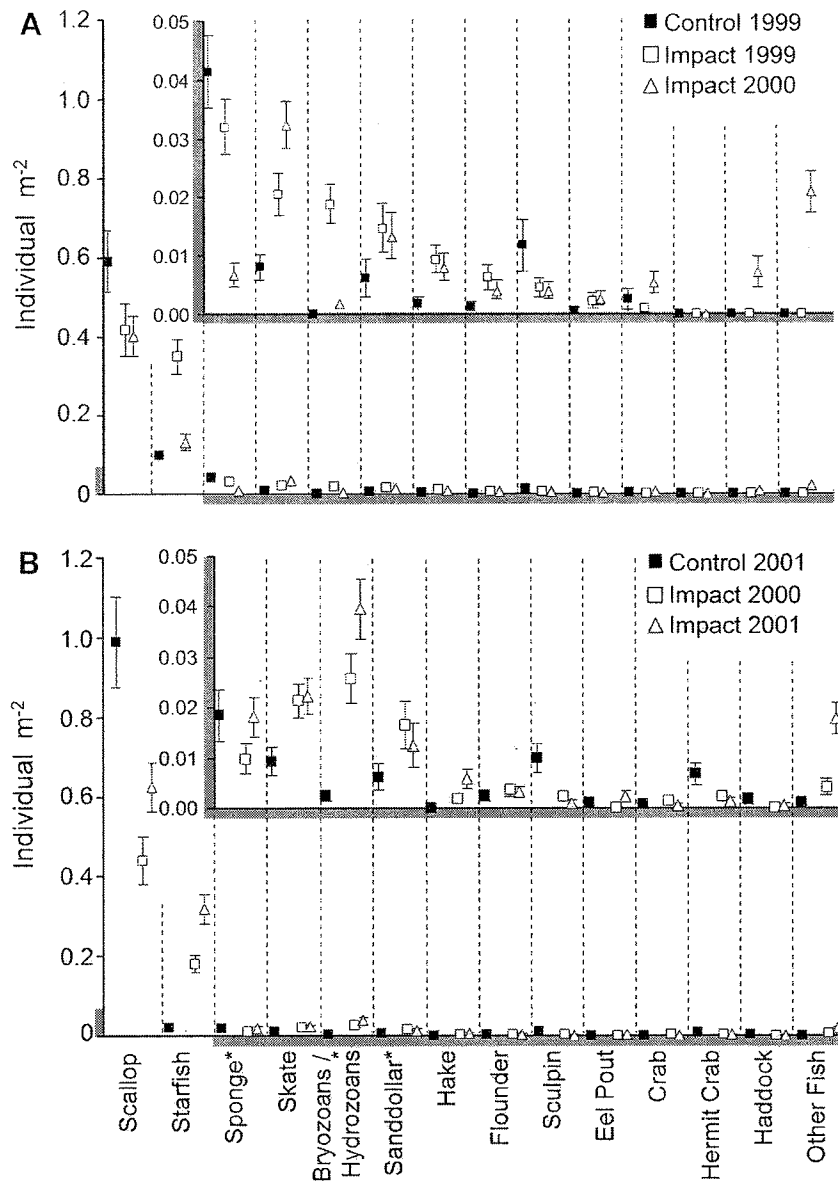 A
Control 1999
Impact 1999
Impact 2000
1.2
1.0
0.8
0.6
0.4
0.2
0
Individual m-2
0.05
0.04
0.03
0.02
0.01
0.00
B
Control 2001
Impact 2000
Impact 2001
1.2
1.0
0.8
0.6
0.4
0.2
0
Individual m-2
0.05
0.04
0.03
0.02
0.01
0.00
Scallop
Starfish
Sponge*
Skate
Bryozoans /
Hydrozoans*
Sanddollar*
Hake
Flounder
Sculpin
Eel Pout
Crab
Hermit Crab
Haddock
Other Fish